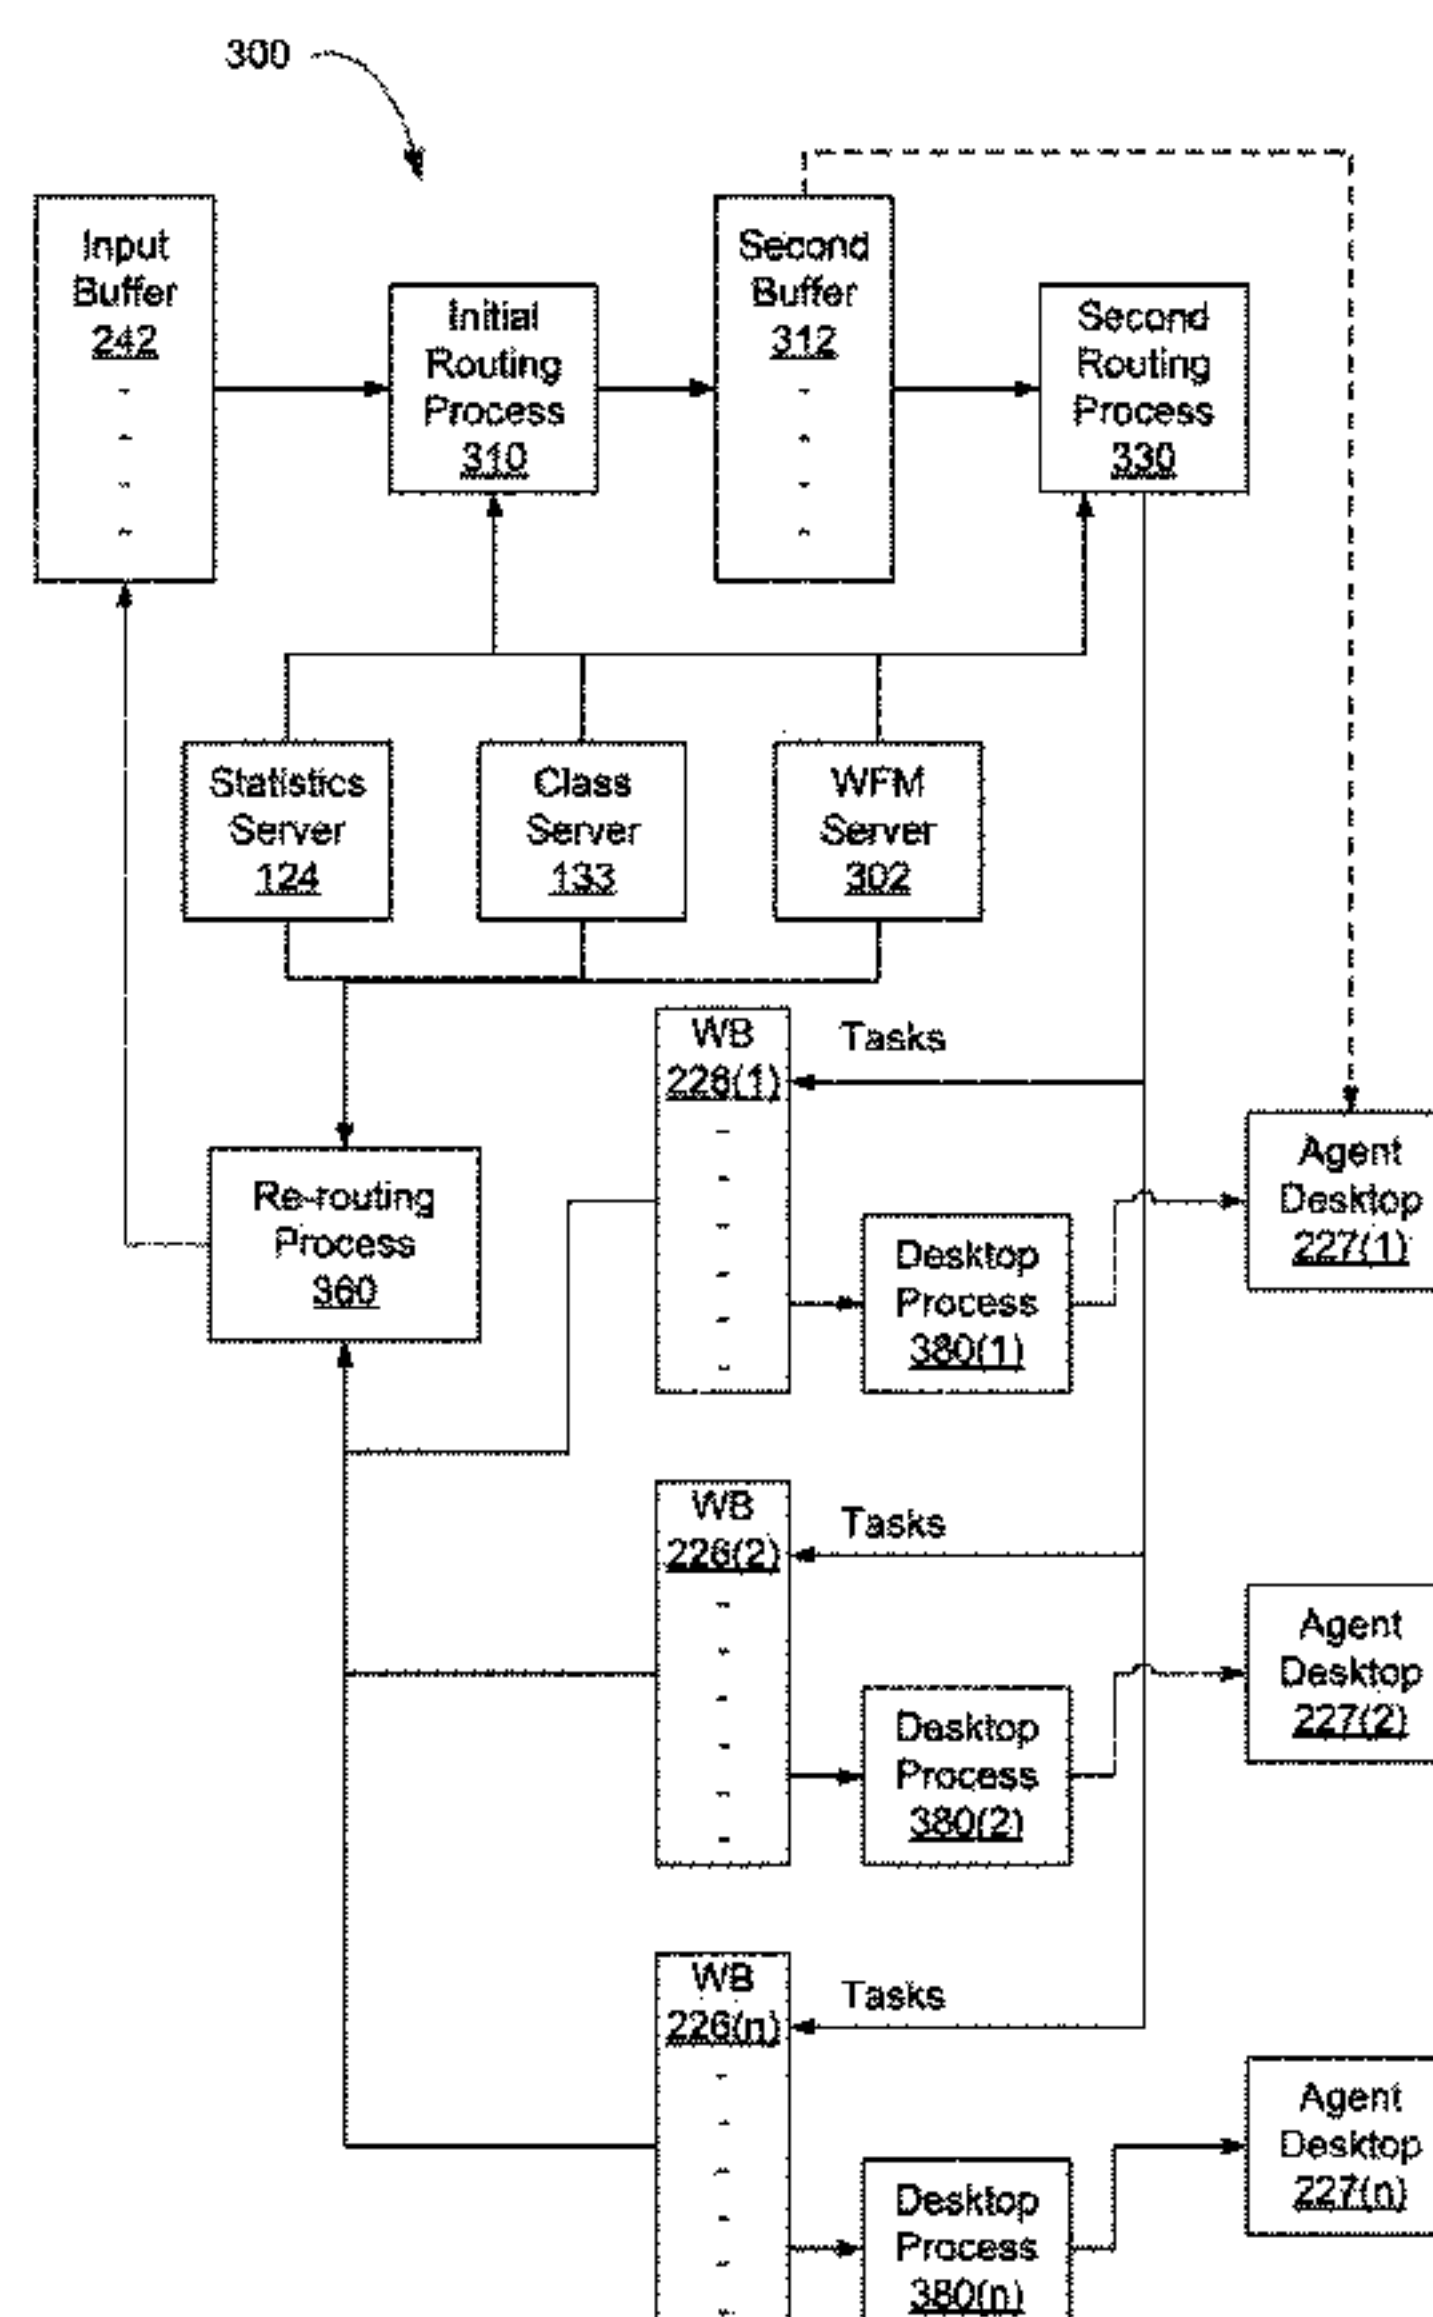 300
Input
Buffer
242
Initial
Routing
Process
310
Second
Buffer
312
Second
Routing
Process
330
Statistics
Server
124
Class
Server
133
WFM
Server
302
Re-routing
Process
360
WB
226(1)
Tasks
Desktop
Process
380(1)
Agent
Desktop
227(1)
WB
226(2)
Tasks
Desktop
Process
380(2)
Agent
Desktop
227(2)
WB
226(n)
Tasks
Desktop
Process
380(n)
Agent
Desktop
227(n)